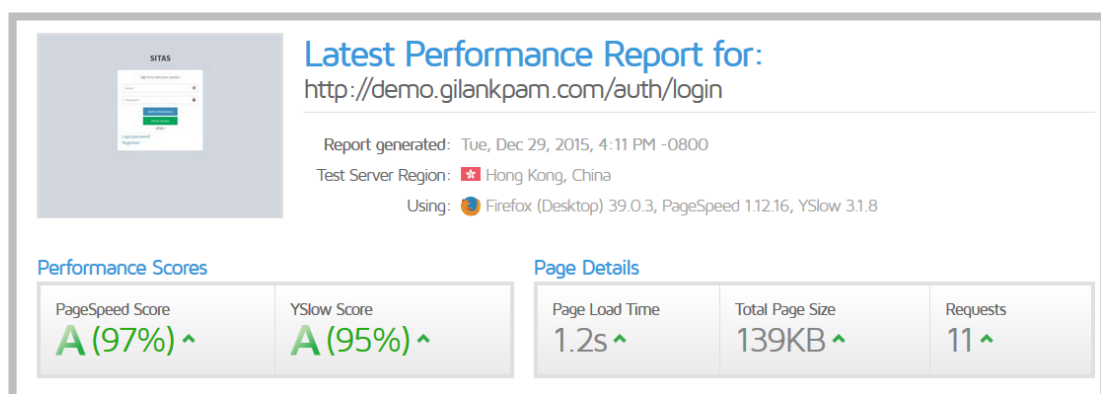 SITAS
Latest Performance Report for:
http://demo.gilankpam.com/auth/login
Report generated: Tue, Dec 29, 2015, 4:11 PM -0800
Test Server Region: Hong Kong, China
Using: Firefox (Desktop) 39.0.3, PageSpeed 1.12.16, YSlow 3.1.8
Performance Scores
PageSpeed Score
A (97%)
YSlow Score
A (95%)
Page Details
Page Load Time
1.2s
Total Page Size
139KB
Requests
11